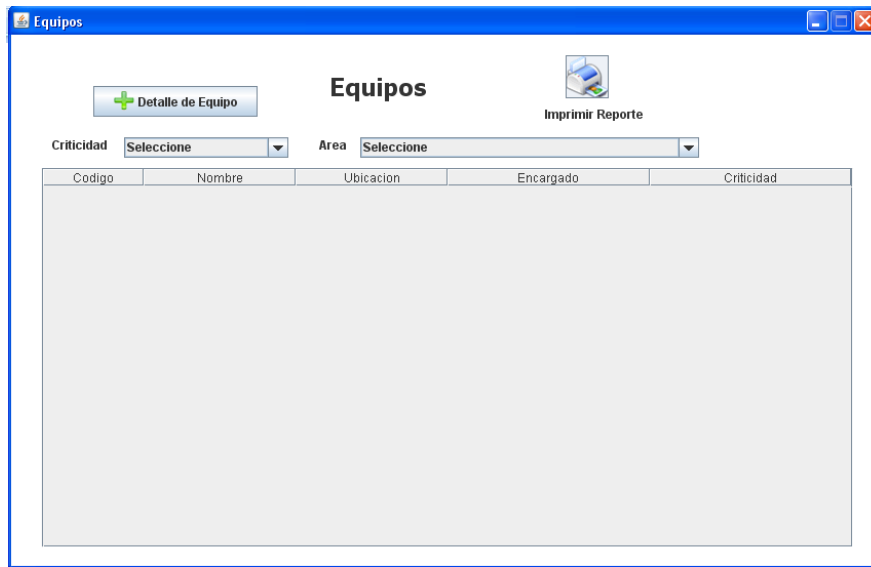 Equipos
Equipos
Detalle de Equipo
Imprimir Reporte
Criticidad Seleccione Area Seleccione
Codigo Nombre Ubicacion Encargado Criticidad